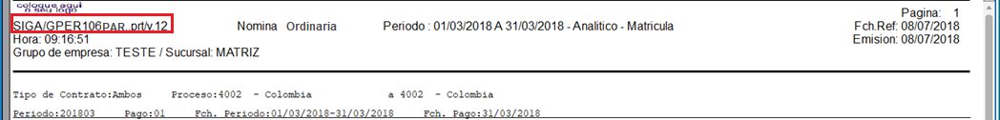 coloque aqui
o seu logo
Pagina: 1
SIGA/GPER106PAR..prt/v.12 Nomina Ordinaria Periodo : 01/03/2018 A 31/03/2018 - Analitico - Matricula Fch.Ref: 08/07/2018
Hora: 09:16:51 Emision: 08/07/2018
Grupo de empresa: TESTE / Sucursal: MATRIZ
Tipo de Contrato:Ambos Proceso:4002 - Colombia a 4002 - Colombia
Periodo:201803 Pago:01 Fch. Periodo:01/03/2018-31/03/2018 Fch. Pago:31/03/2018